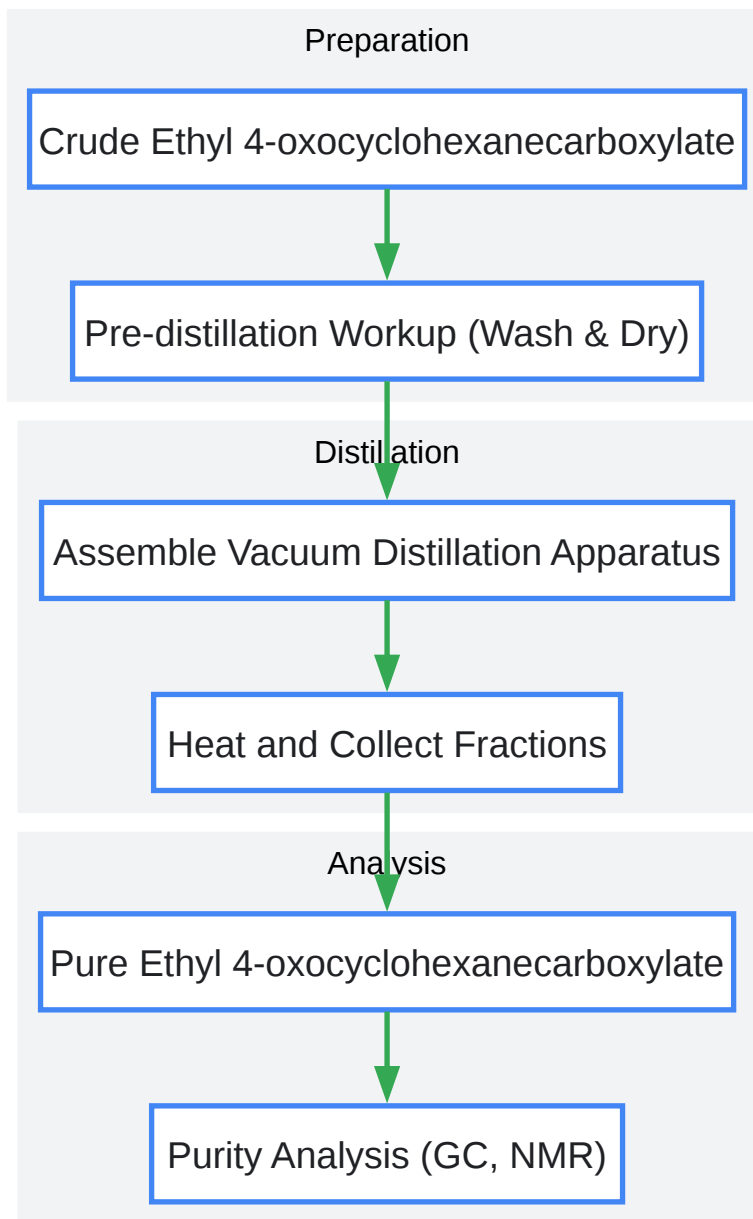 Preparation
Crude Ethyl 4-oxocyclohexanecarboxylate
Pre-distillation Workup (Wash & Dry)
Distillation
Assemble Vacuum Distillation Apparatus
Heat and Collect Fractions
Analysis
Pure Ethyl 4-oxocyclohexanecarboxylate
Purity Analysis (GC, NMR)